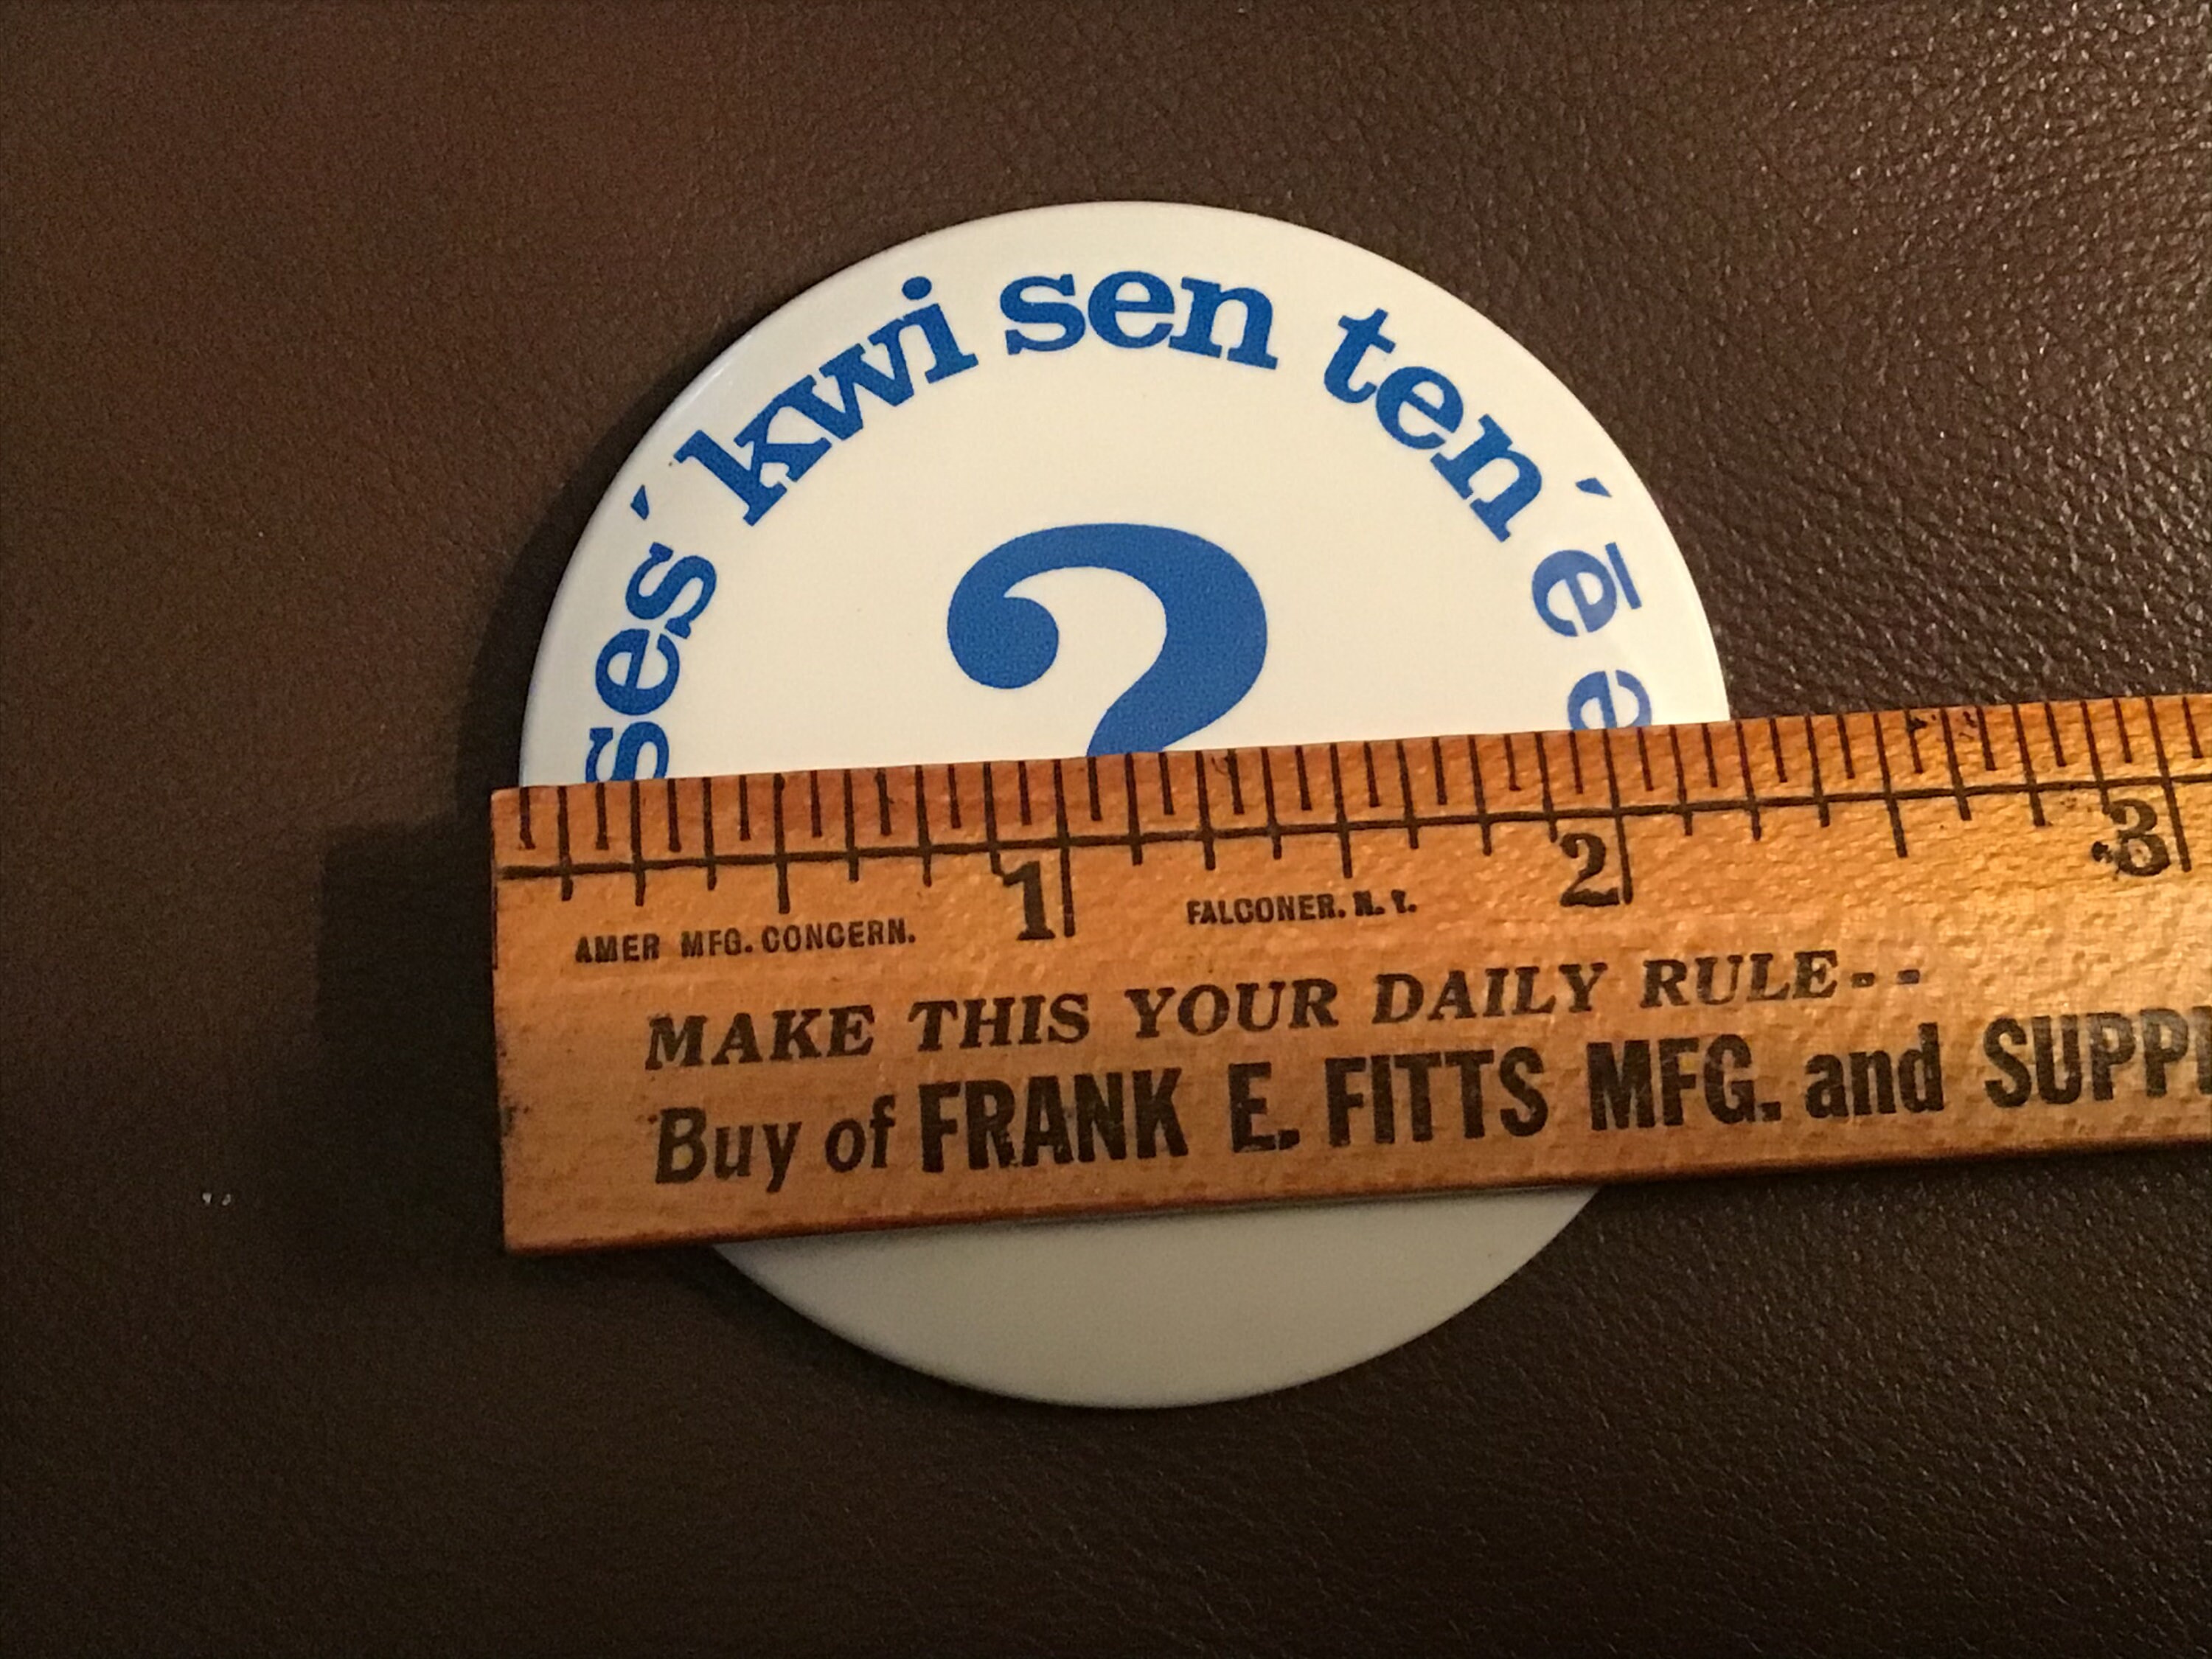 ses´kwi sen ten´ē ə
?
1 2 3
AMER MFG. CONCERN. FALCONER. N. Y.
MAKE THIS YOUR DAILY RULE--
Buy of FRANK E. FITTS MFG. and SUPPL